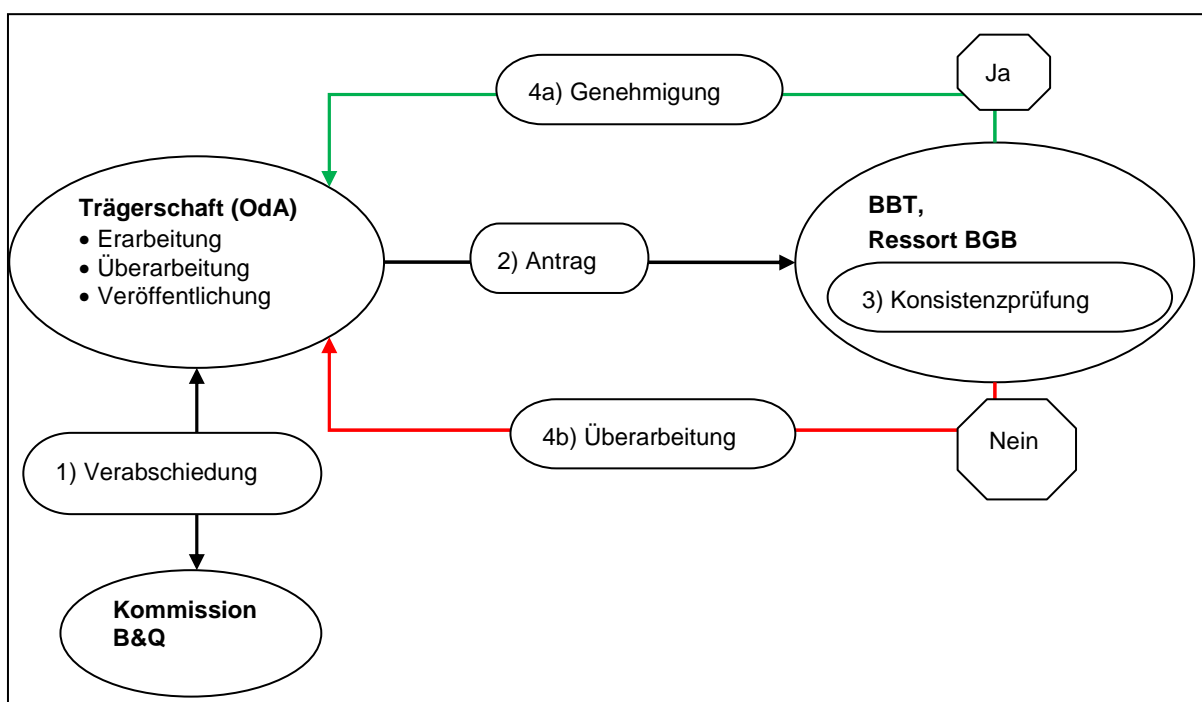 Ja
4a) Genehmigung
Trägerschaft (OdA)
• Erarbeitung
• Überarbeitung
• Veröffentlichung
2) Antrag
BBT,
Ressort BGB
3) Konsistenzprüfung
4b) Überarbeitung
Nein
1) Verabschiedung
Kommission
B&Q